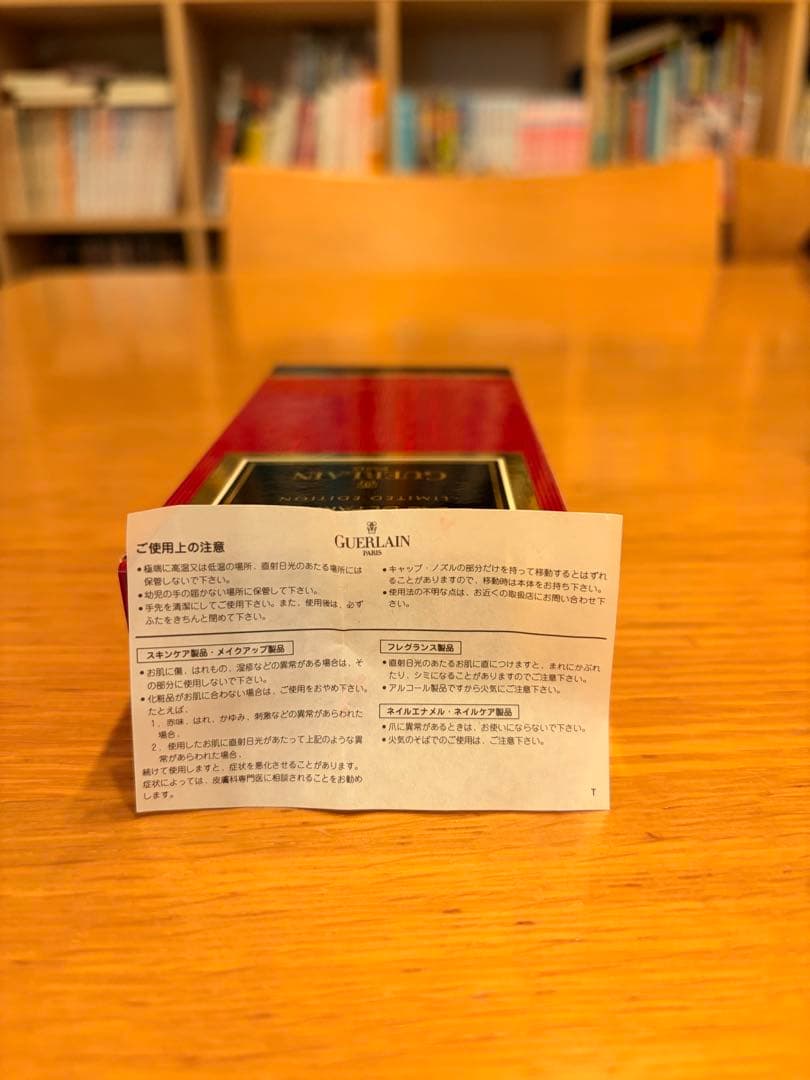 GUERLAIN
LIMITED EDITION
GUERLAIN
PARIS
ご使用上の注意
●極端に高温又は低温の場所、直射日光のあたる場所には
保管しないで下さい。
●幼児の手の届かない場所に保管して下さい。
●手先を清潔にしてご使用下さい。また、使用後は、必ず
ふたをきちんと閉めて下さい。
●キャップ・ノズルの部分だけを持って移動するとはずれ
ることがありますので、移動時は本体をお持ち下さい。
●使用法の不明な点は、お近くの取扱店にお問い合わせ下
さい。
スキンケア製品・メイクアップ製品
●お肌に傷、はれもの、湿疹などの異常がある場合は、そ
の部分に使用しないで下さい。
●化粧品がお肌に合わない場合は、ご使用をおやめ下さい。
たとえば、
1．赤味、はれ、かゆみ、刺激などの異常があらわれた
場合、
2．使用したお肌に直射日光があたって上記のような異
常があらわれた場合、
続けて使用しますと、症状を悪化させることがあります。
症状によっては、皮膚科専門医に相談されることをお勧め
します。
フレグランス製品
●直射日光のあたるお肌に直につけますと、まれにかぶれ
たり、シミになることがありますのでご注意下さい。
●アルコール製品ですから火気にご注意下さい。
ネイルエナメル・ネイルケア製品
●爪に異常があるときは、お使いにならないで下さい。
●火気のそばでのご使用は、ご注意下さい。
T